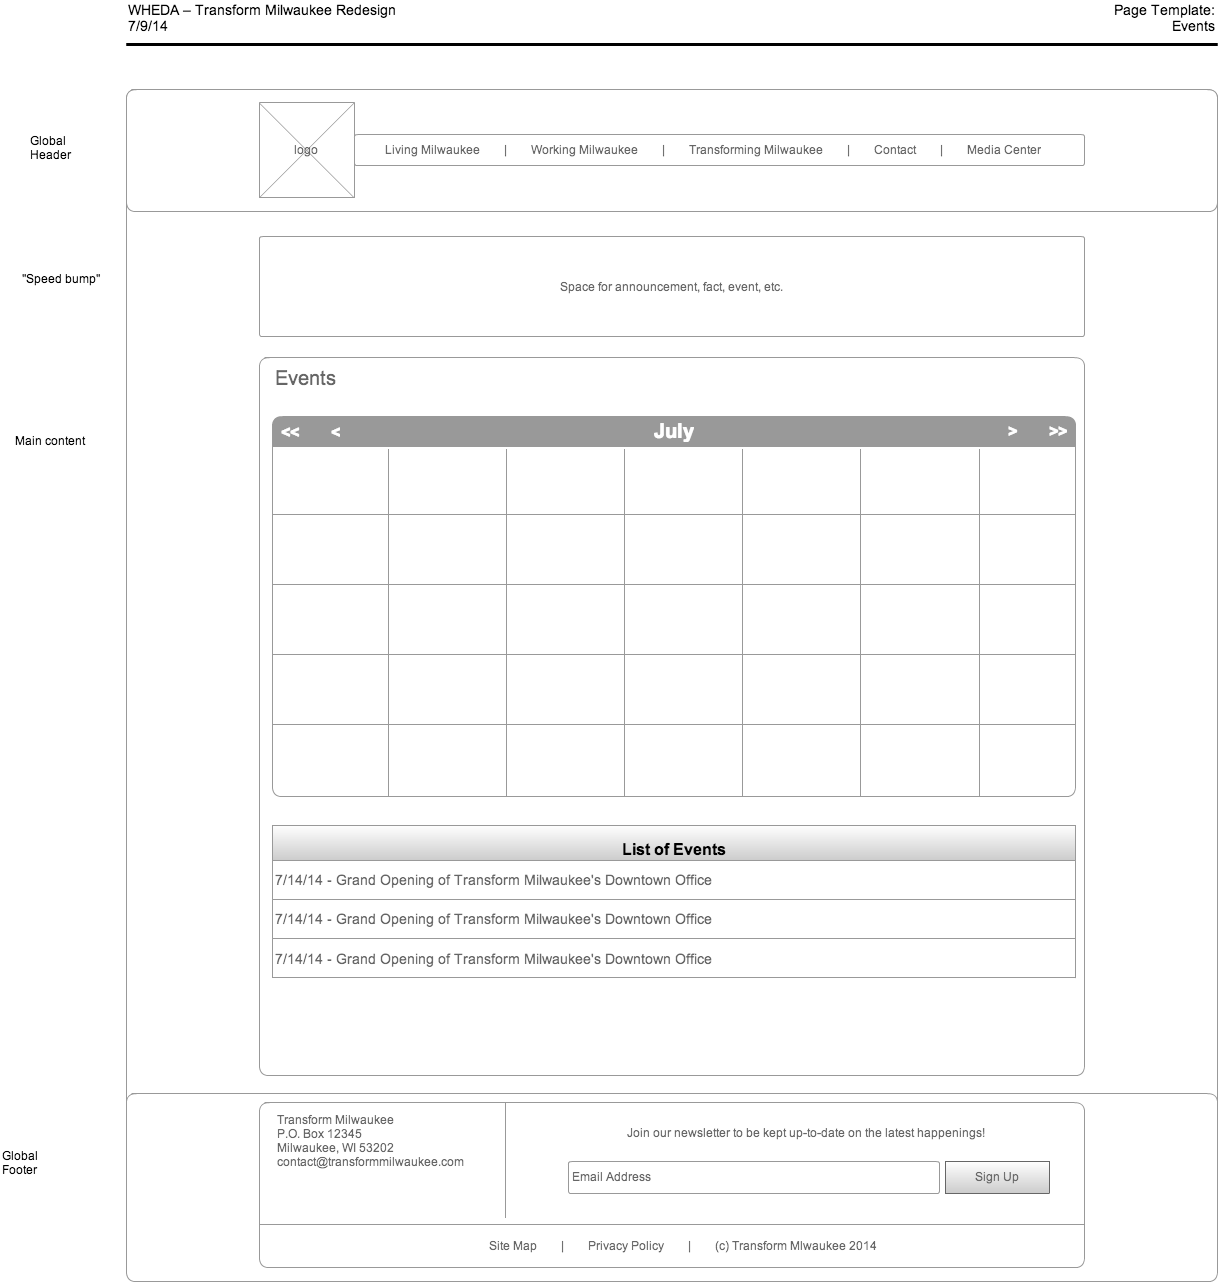 WHEDA – Transform Milwaukee Redesign
7/9/14
Page Template:
Events
Global
Header
logo
Living Milwaukee | Working Milwaukee | Transforming Milwaukee | Contact | Media Center
"Speed bump"
Space for announcement, fact, event, etc.
Events
Main content
<< < July > >>
List of Events
7/14/14 - Grand Opening of Transform Milwaukee's Downtown Office
7/14/14 - Grand Opening of Transform Milwaukee's Downtown Office
7/14/14 - Grand Opening of Transform Milwaukee's Downtown Office
Global
Footer
Transform Milwaukee
P.O. Box 12345
Milwaukee, WI 53202
contact@transformmilwaukee.com
Join our newsletter to be kept up-to-date on the latest happenings!
Email Address
Sign Up
Site Map | Privacy Policy | (c) Transform Mlwaukee 2014